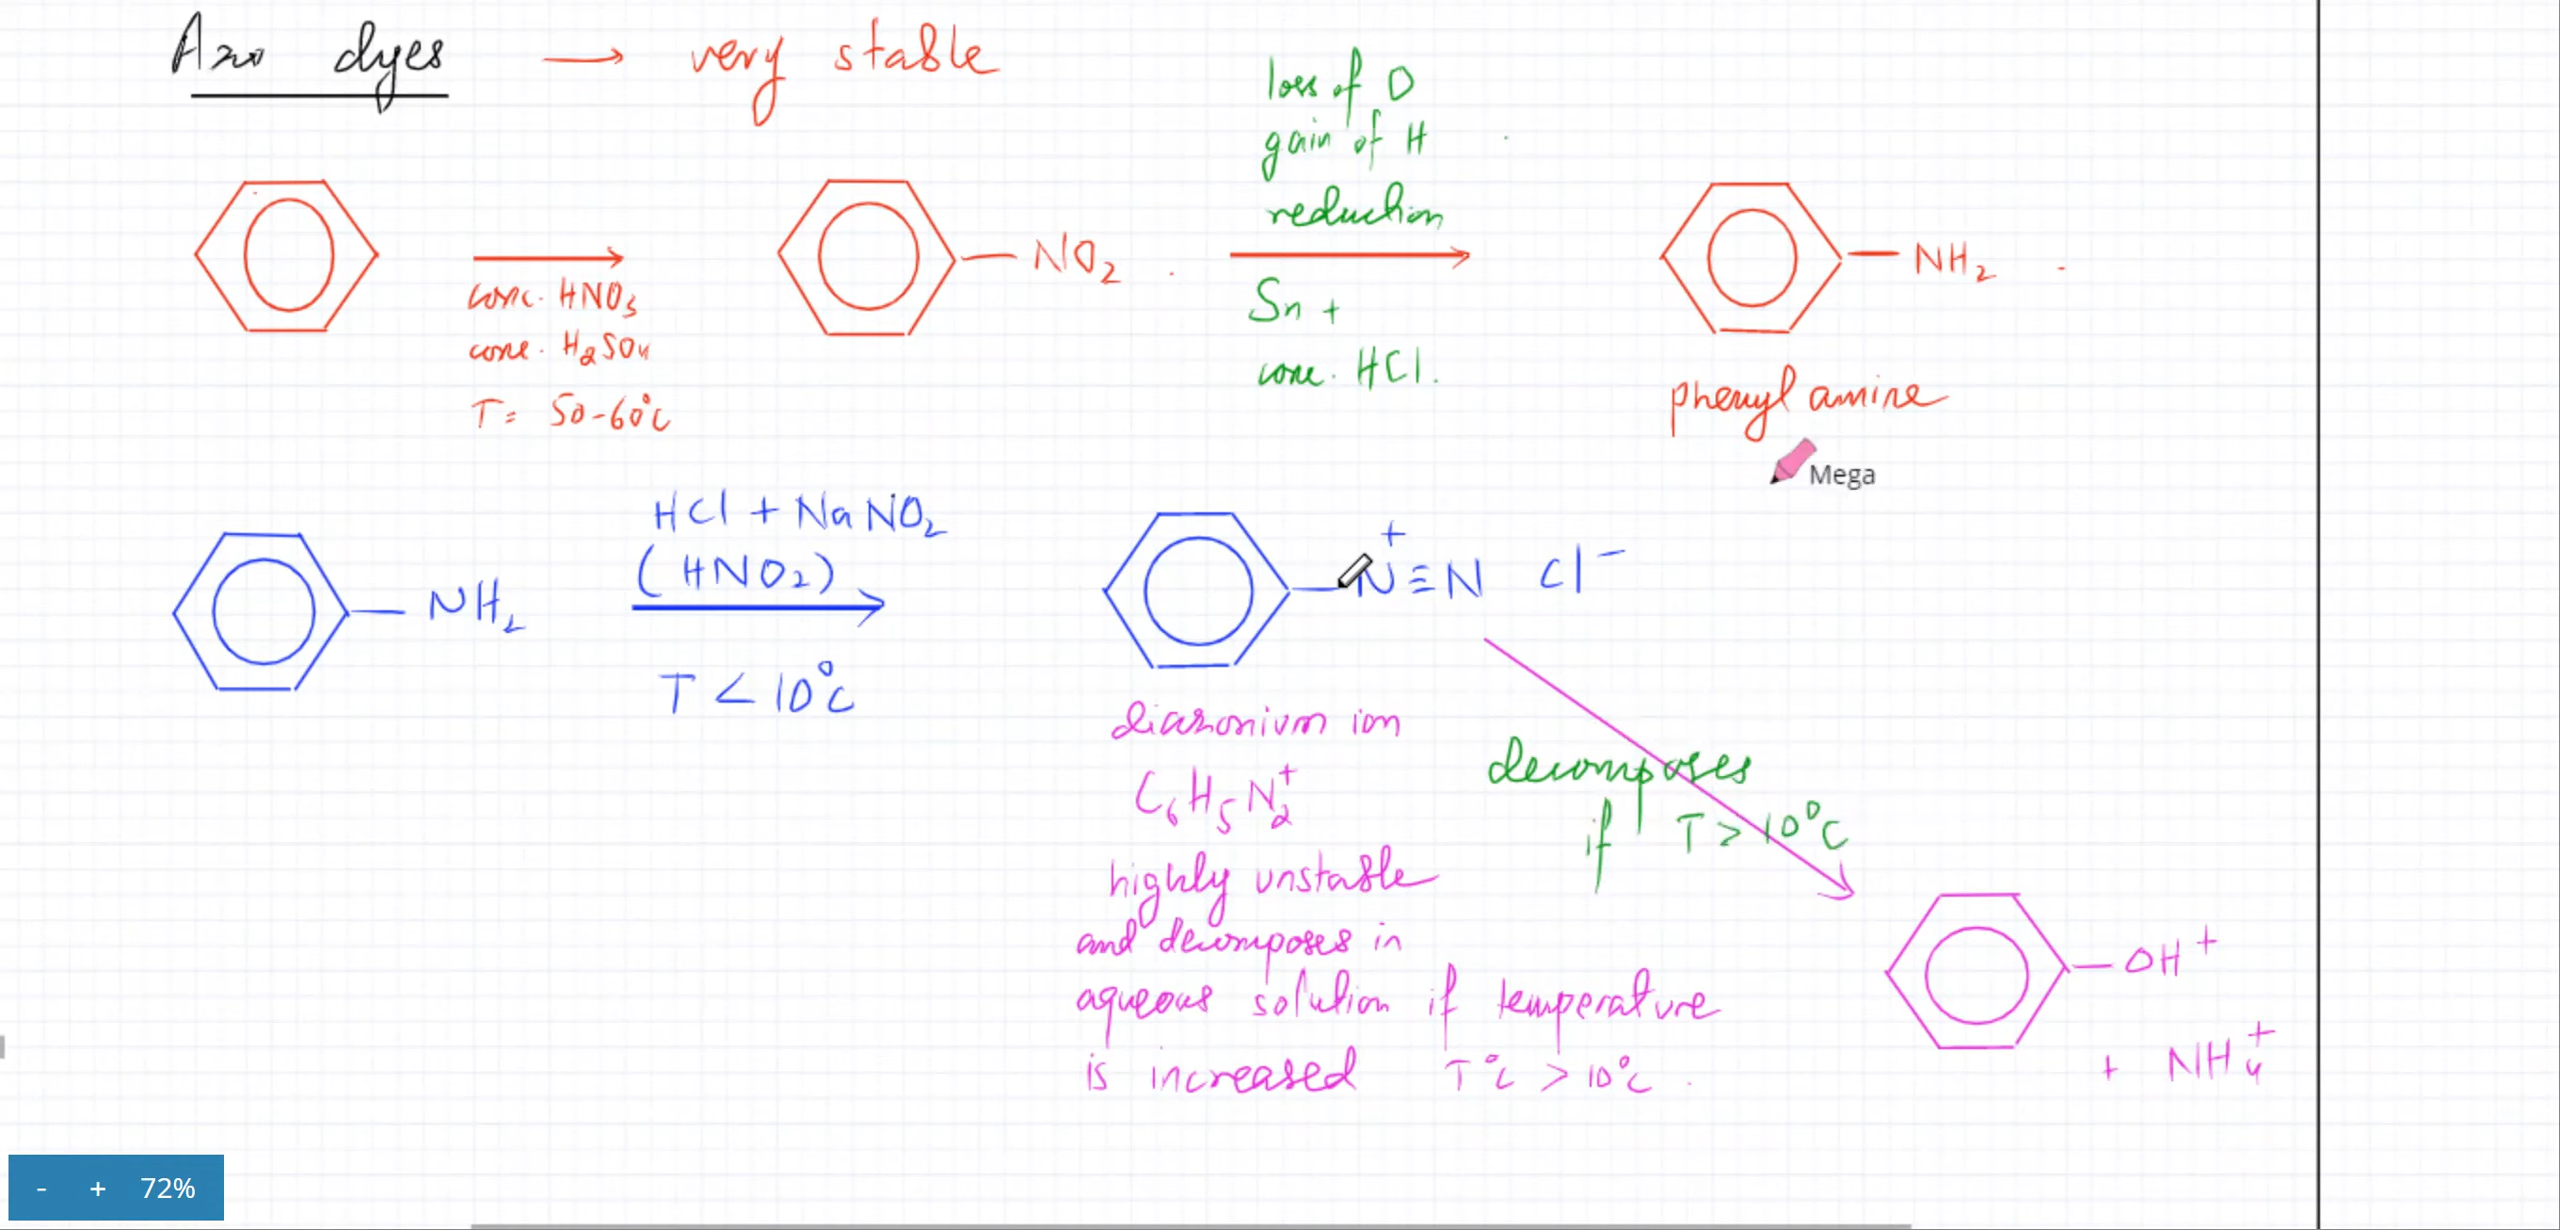 Azo dyes → very stable
loss of O
gain of H
reduction
conc. HNO3
conc. H2SO4
T = 50-60°C
NO2
Sn +
conc. HCl.
NH2
phenyl amine
Mega
HCl + NaNO2
(HNO2)
T < 10°C
NH2
N⁺≡N Cl⁻
diazonium ion
C6H5N2⁺
highly unstable
and decomposes in
aqueous solution if temperature
is increased T°C > 10°C
decomposes
if T > 10°C
OH +
+ NH4⁺
- + 72%